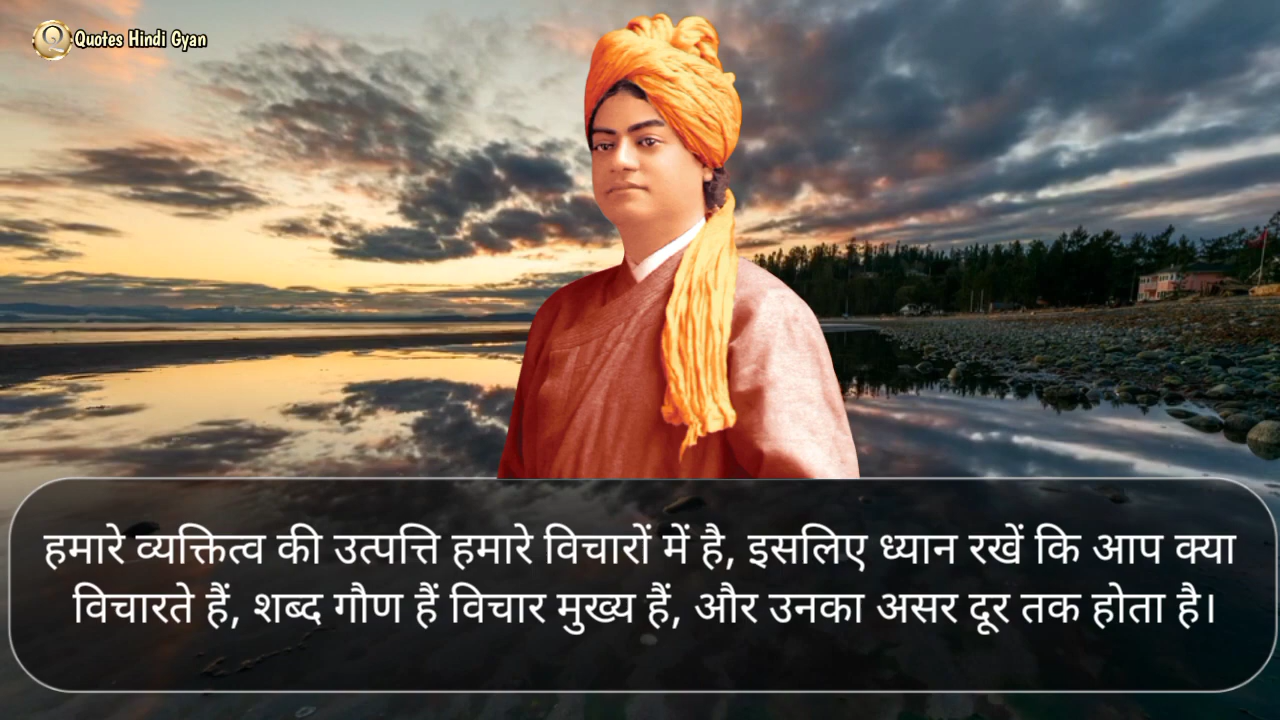 Quotes Hindi Gyan
हमारे व्यक्तित्व की उत्पत्ति हमारे विचारों में है, इसलिए ध्यान रखें कि आप क्या
विचारते हैं, शब्द गौण हैं विचार मुख्य हैं, और उनका असर दूर तक होता है।